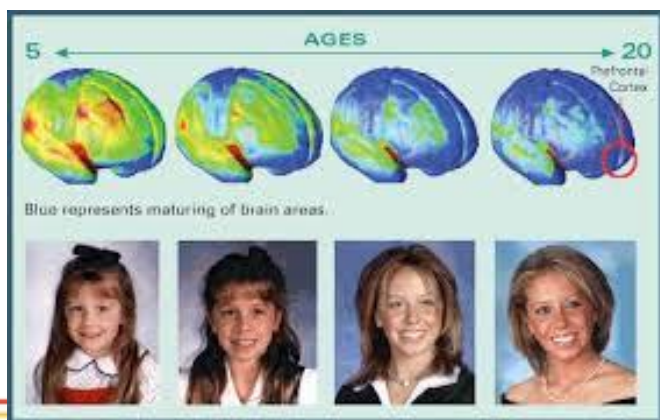 AGES
5 20
Prefrontal
Cortex
Blue represents maturing of brain areas.